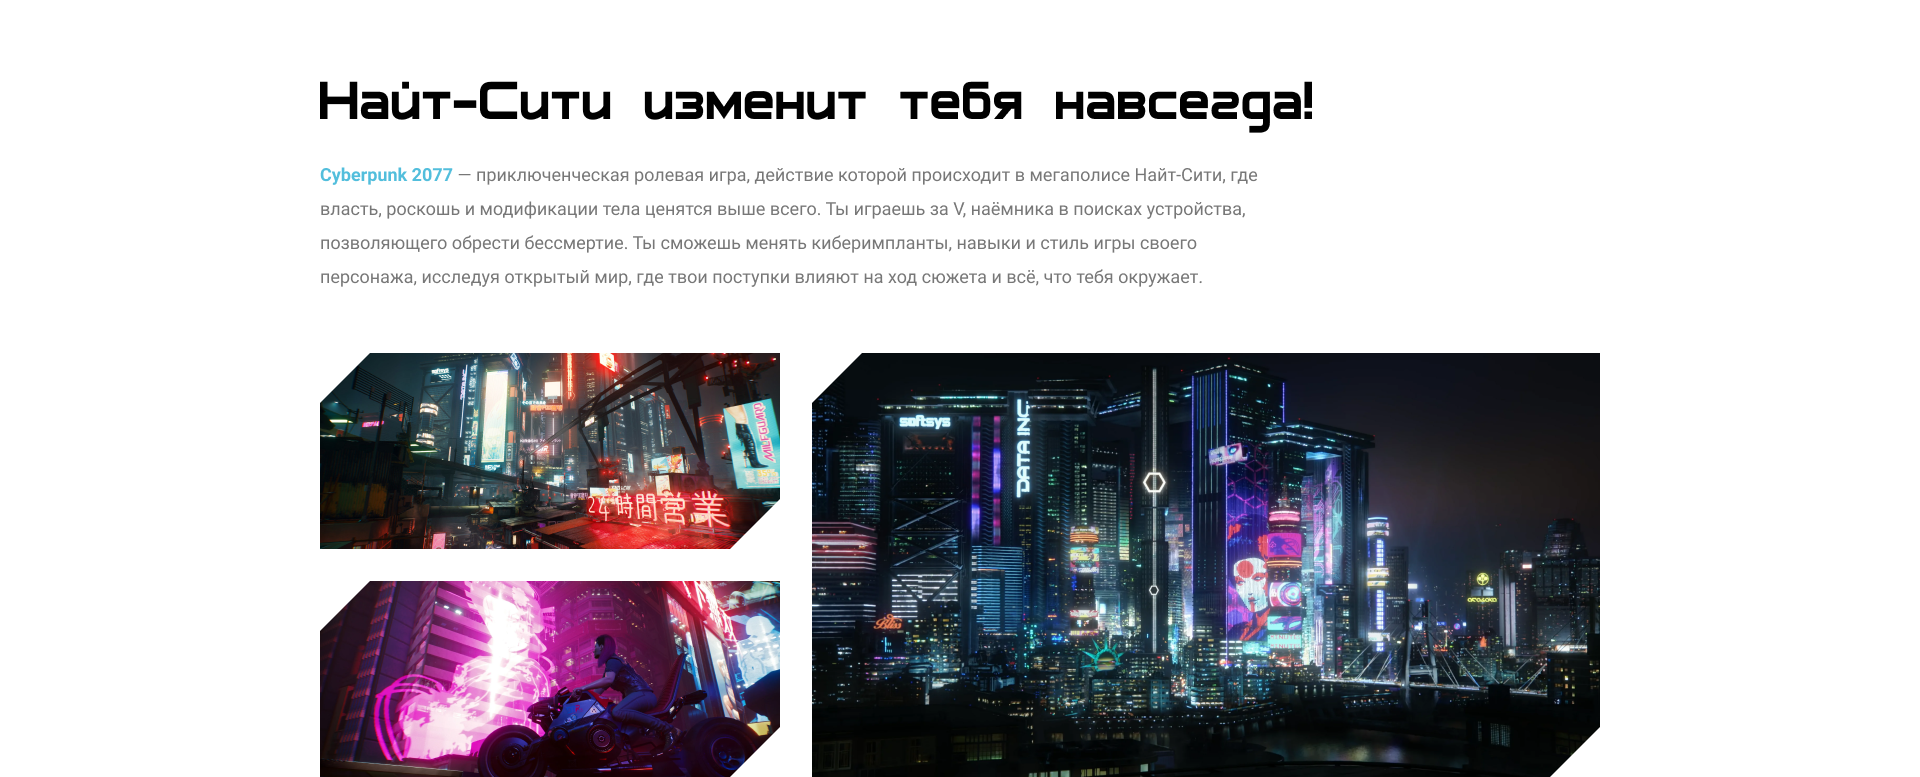 Найт-Сити изменит тебя навсегда!
Cyberpunk 2077 — приключенческая ролевая игра, действие которой происходит в мегаполисе Найт-Сити, где
власть, роскошь и модификации тела ценятся выше всего. Ты играешь за V, наёмника в поисках устройства,
позволяющего обрести бессмертие. Ты сможешь менять киберимпланты, навыки и стиль игры своего
персонажа, исследуя открытый мир, где твои поступки влияют на ход сюжета и всё, что тебя окружает.
MILFGUARD
24時間営業
softsys
DATA INC
Bliss